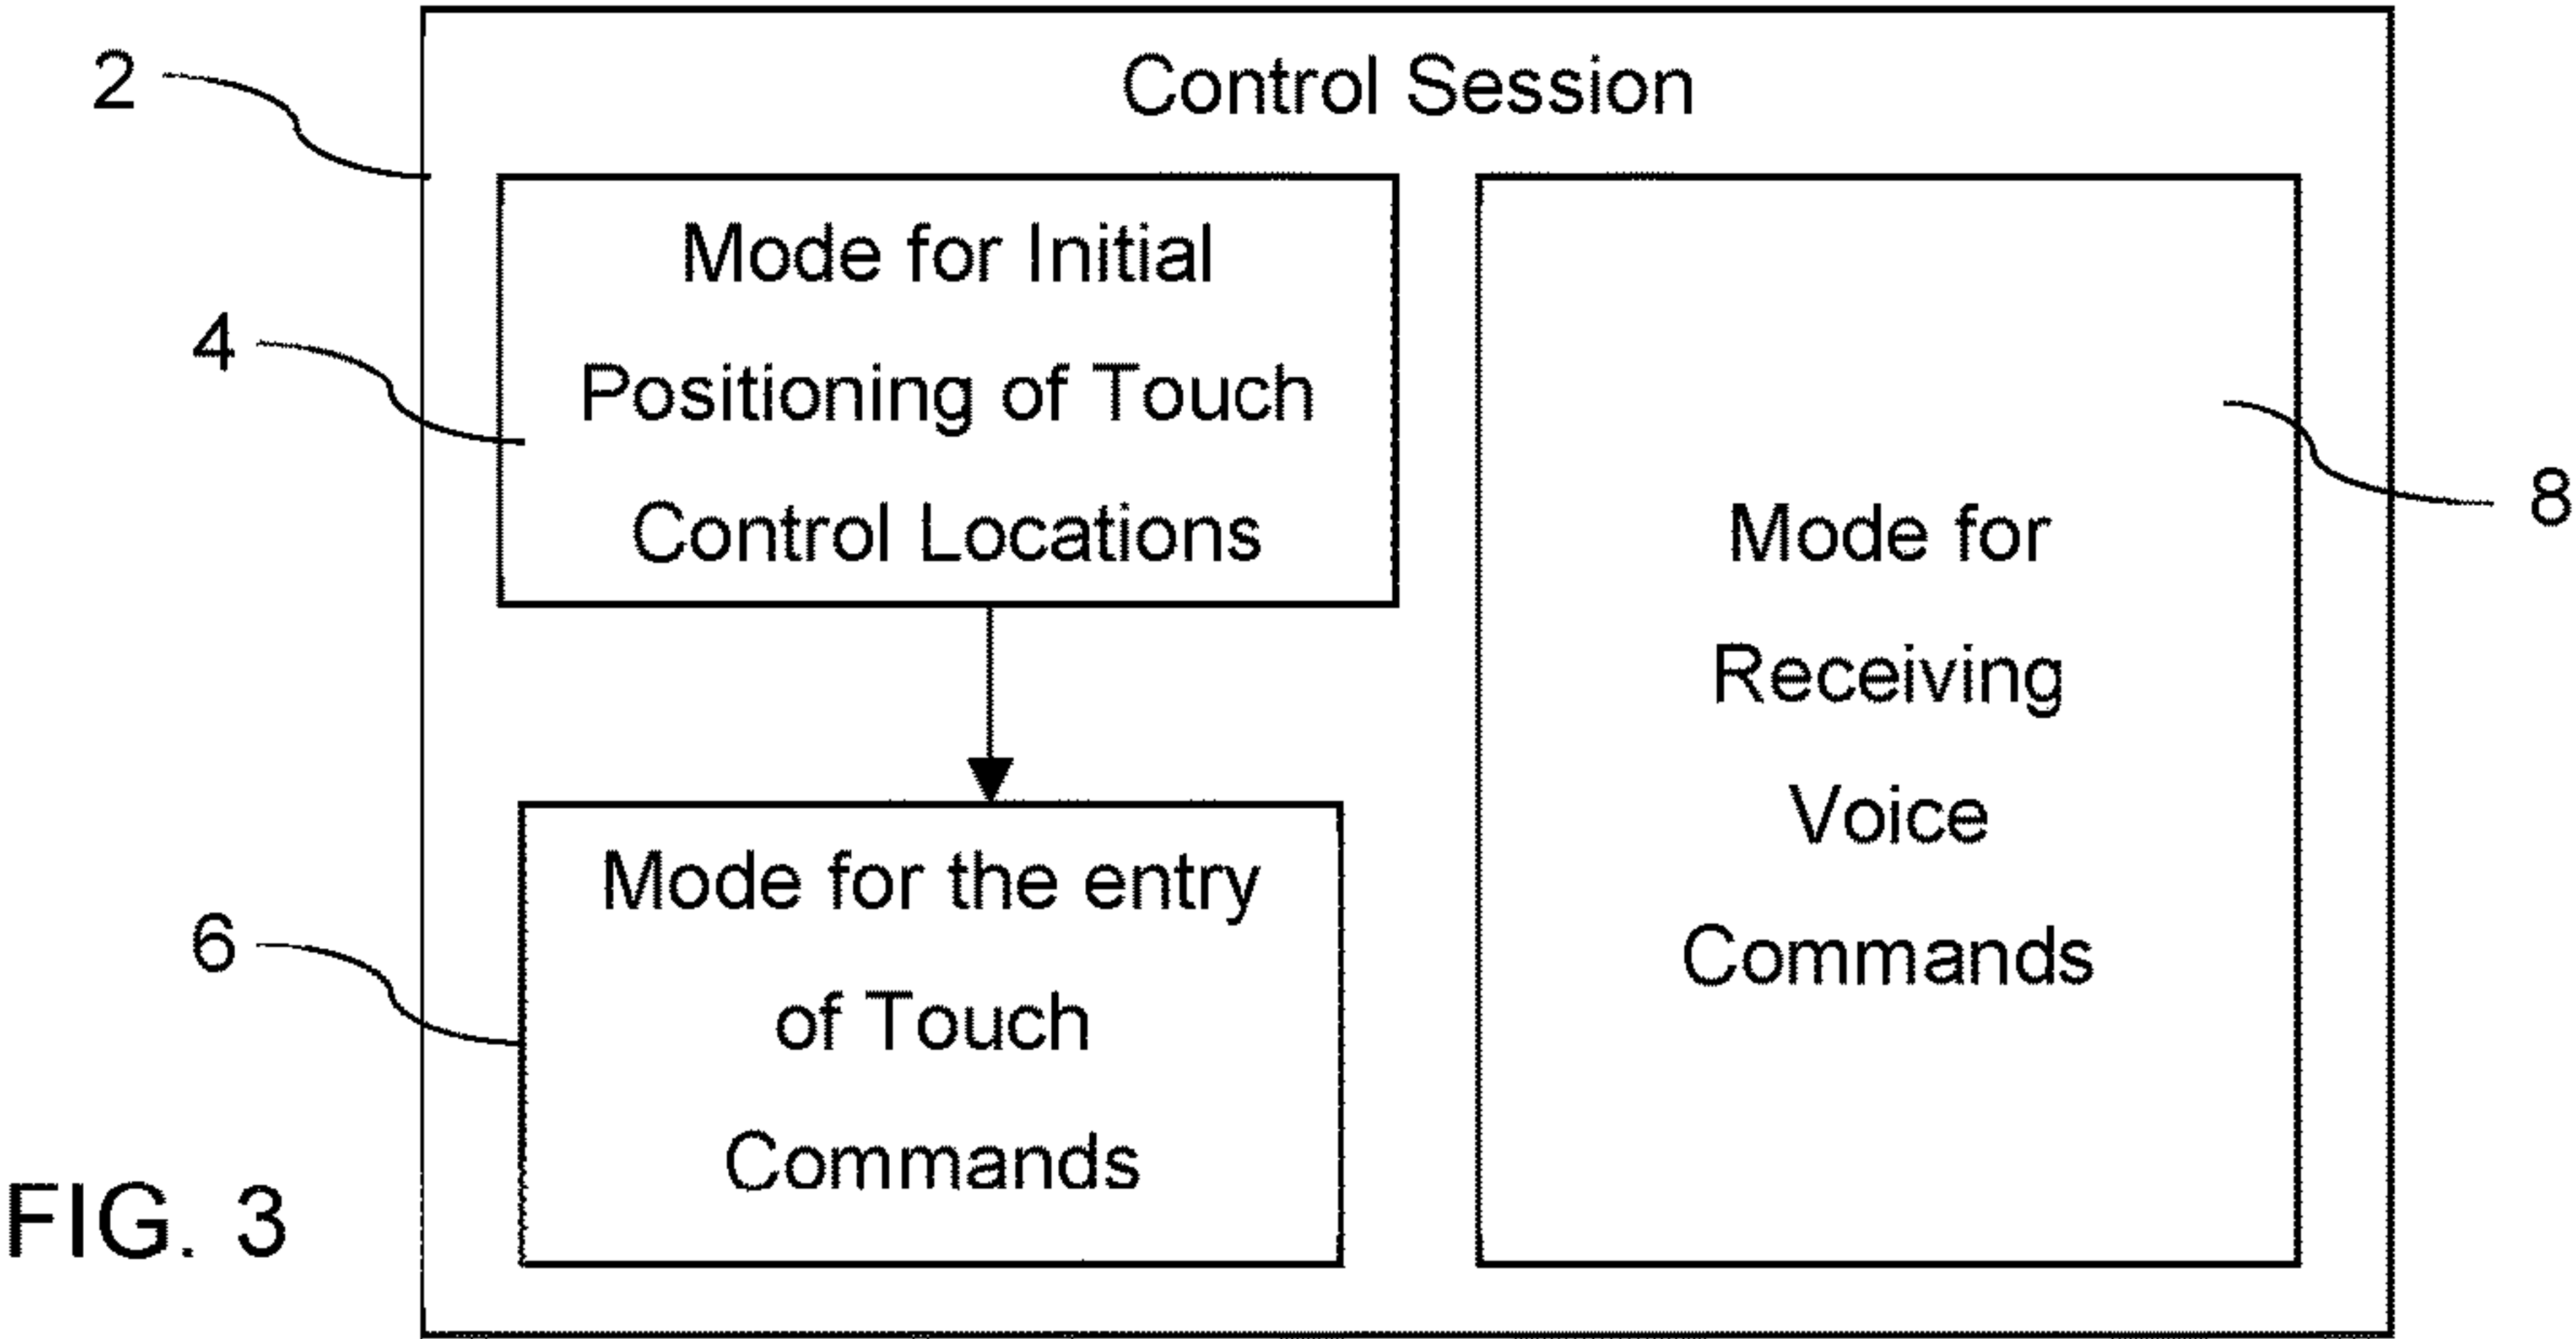 2
Control Session
4
Mode for Initial
Positioning of Touch
Control Locations
8
Mode for
Receiving
Voice
Commands
6
Mode for the entry
of Touch
Commands
FIG. 3